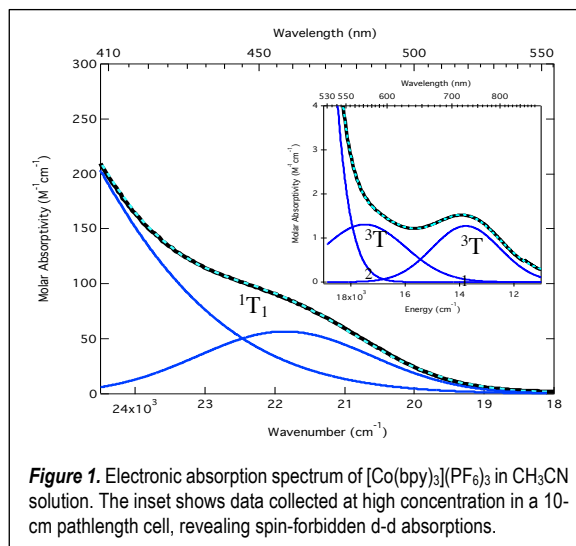 Wavelength (nm)
410 450 500 550
300
250
200
150
100
50
0
Molar Absorptivity (M⁻¹cm⁻¹)
¹T₁
24x10³ 23 22 21 20 19 18
Wavenumber (cm⁻¹)
Wavelength (nm)
530 550 600 700 800
4
3
2
1
0
Molar Absorptivity (M⁻¹cm⁻¹)
³T
2
³T
1
18x10³ 16 14 12
Energy (cm⁻¹)
Figure 1. Electronic absorption spectrum of [Co(bpy)₃](PF₆)₃ in CH₃CN
solution. The inset shows data collected at high concentration in a 10-
cm pathlength cell, revealing spin-forbidden d-d absorptions.